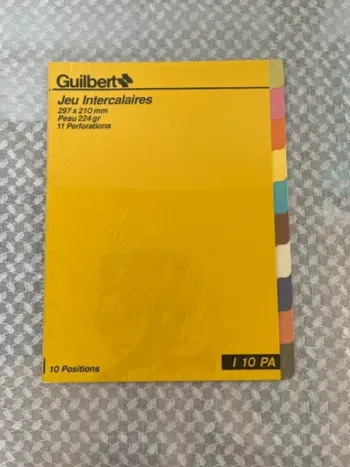 Guilbert
Jeu Intercalaires
297 x 210 mm
Peau 224 gr
11 Perforations
10 Positions
I 10 PA